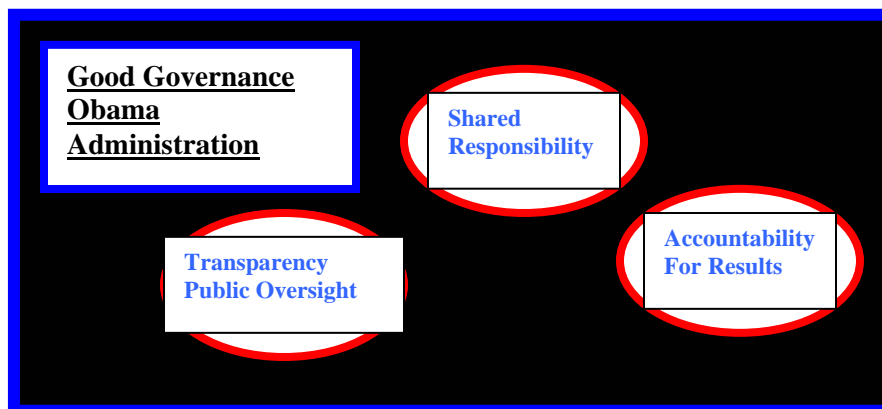 Good Governance
Obama
Administration
Shared
Responsibility
Transparency
Public Oversight
Accountability
For Results